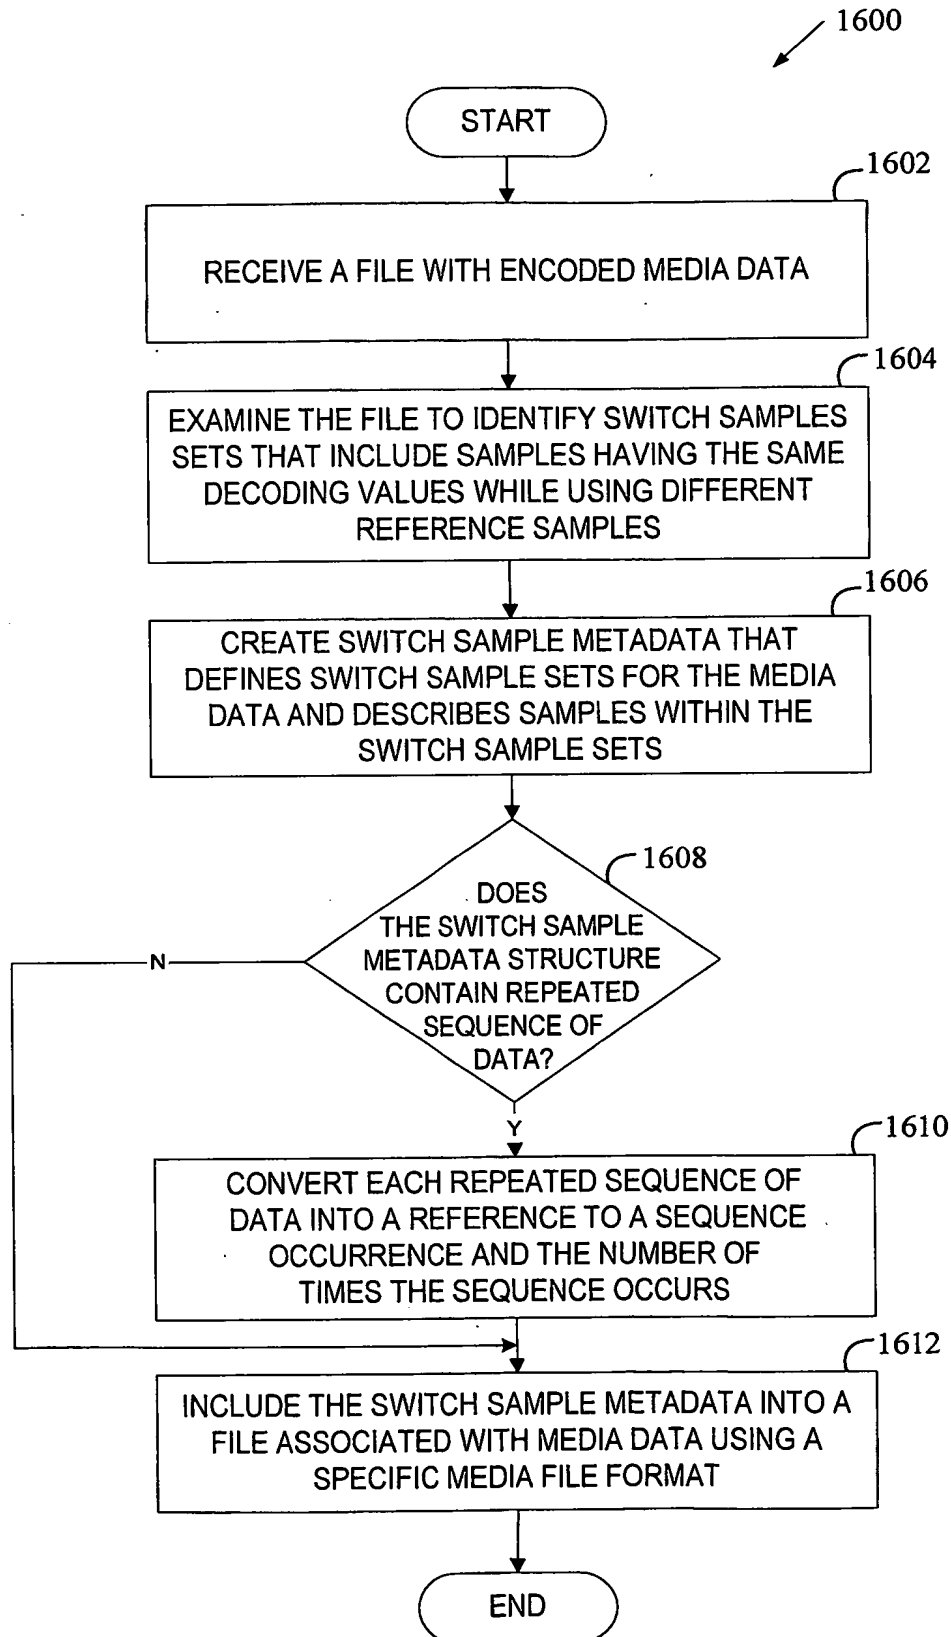 1600
START
1602
RECEIVE A FILE WITH ENCODED MEDIA DATA
1604
EXAMINE THE FILE TO IDENTIFY SWITCH SAMPLES
SETS THAT INCLUDE SAMPLES HAVING THE SAME
DECODING VALUES WHILE USING DIFFERENT
REFERENCE SAMPLES
1606
CREATE SWITCH SAMPLE METADATA THAT
DEFINES SWITCH SAMPLE SETS FOR THE MEDIA
DATA AND DESCRIBES SAMPLES WITHIN THE
SWITCH SAMPLE SETS
1608
DOES
THE SWITCH SAMPLE
METADATA STRUCTURE
CONTAIN REPEATED
SEQUENCE OF
DATA?
N
Y
1610
CONVERT EACH REPEATED SEQUENCE OF
DATA INTO A REFERENCE TO A SEQUENCE
OCCURRENCE AND THE NUMBER OF
TIMES THE SEQUENCE OCCURS
1612
INCLUDE THE SWITCH SAMPLE METADATA INTO A
FILE ASSOCIATED WITH MEDIA DATA USING A
SPECIFIC MEDIA FILE FORMAT
END